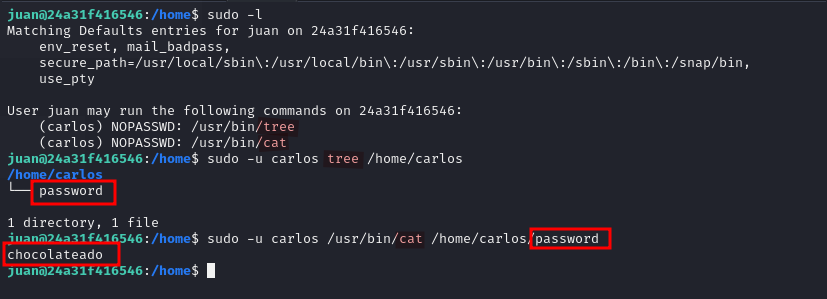 juan@24a31f416546:/home$ sudo -l
Matching Defaults entries for juan on 24a31f416546:
    env_reset, mail_badpass,
    secure_path=/usr/local/sbin\:/usr/local/bin\:/usr/sbin\:/usr/bin\:/sbin\:/bin\:/snap/bin,
    use_pty
User juan may run the following commands on 24a31f416546:
    (carlos) NOPASSWD: /usr/bin/tree
    (carlos) NOPASSWD: /usr/bin/cat
juan@24a31f416546:/home$ sudo -u carlos tree /home/carlos
/home/carlos
└── password
1 directory, 1 file
juan@24a31f416546:/home$ sudo -u carlos /usr/bin/cat /home/carlos/password
chocolateado
juan@24a31f416546:/home$